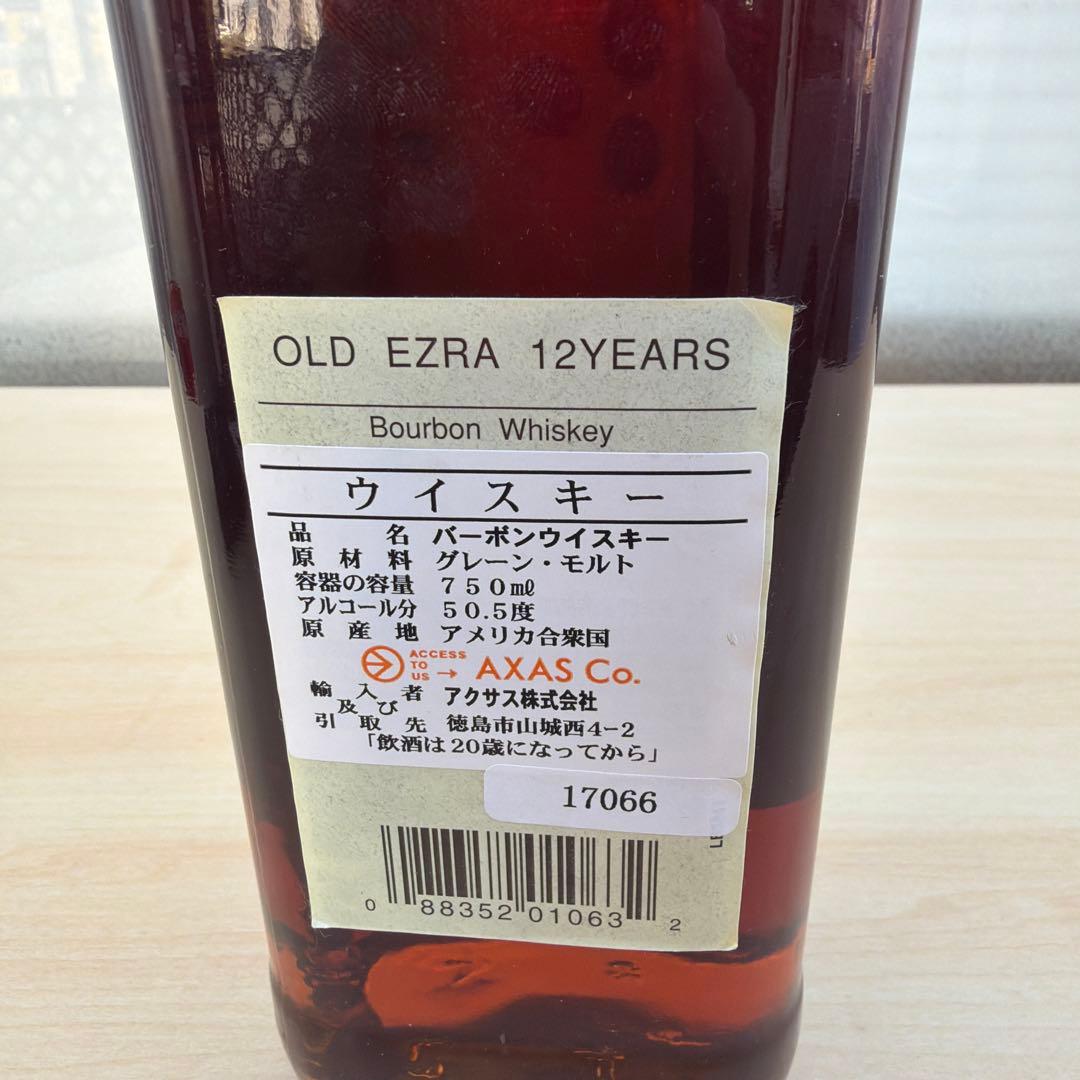 OLD EZRA 12YEARS
Bourbon Whiskey
ウイスキー
品名 バーボンウイスキー
原材料 グレーン・モルト
容器の容量 750㎖
アルコール分 50.5度
原産地 アメリカ合衆国
ACCESS TO US → AXAS Co.
輸入者 アクサス株式会社
及び
引取先 徳島市山城西4-2
「飲酒は20歳になってから」
17066
0 88352 01063 2